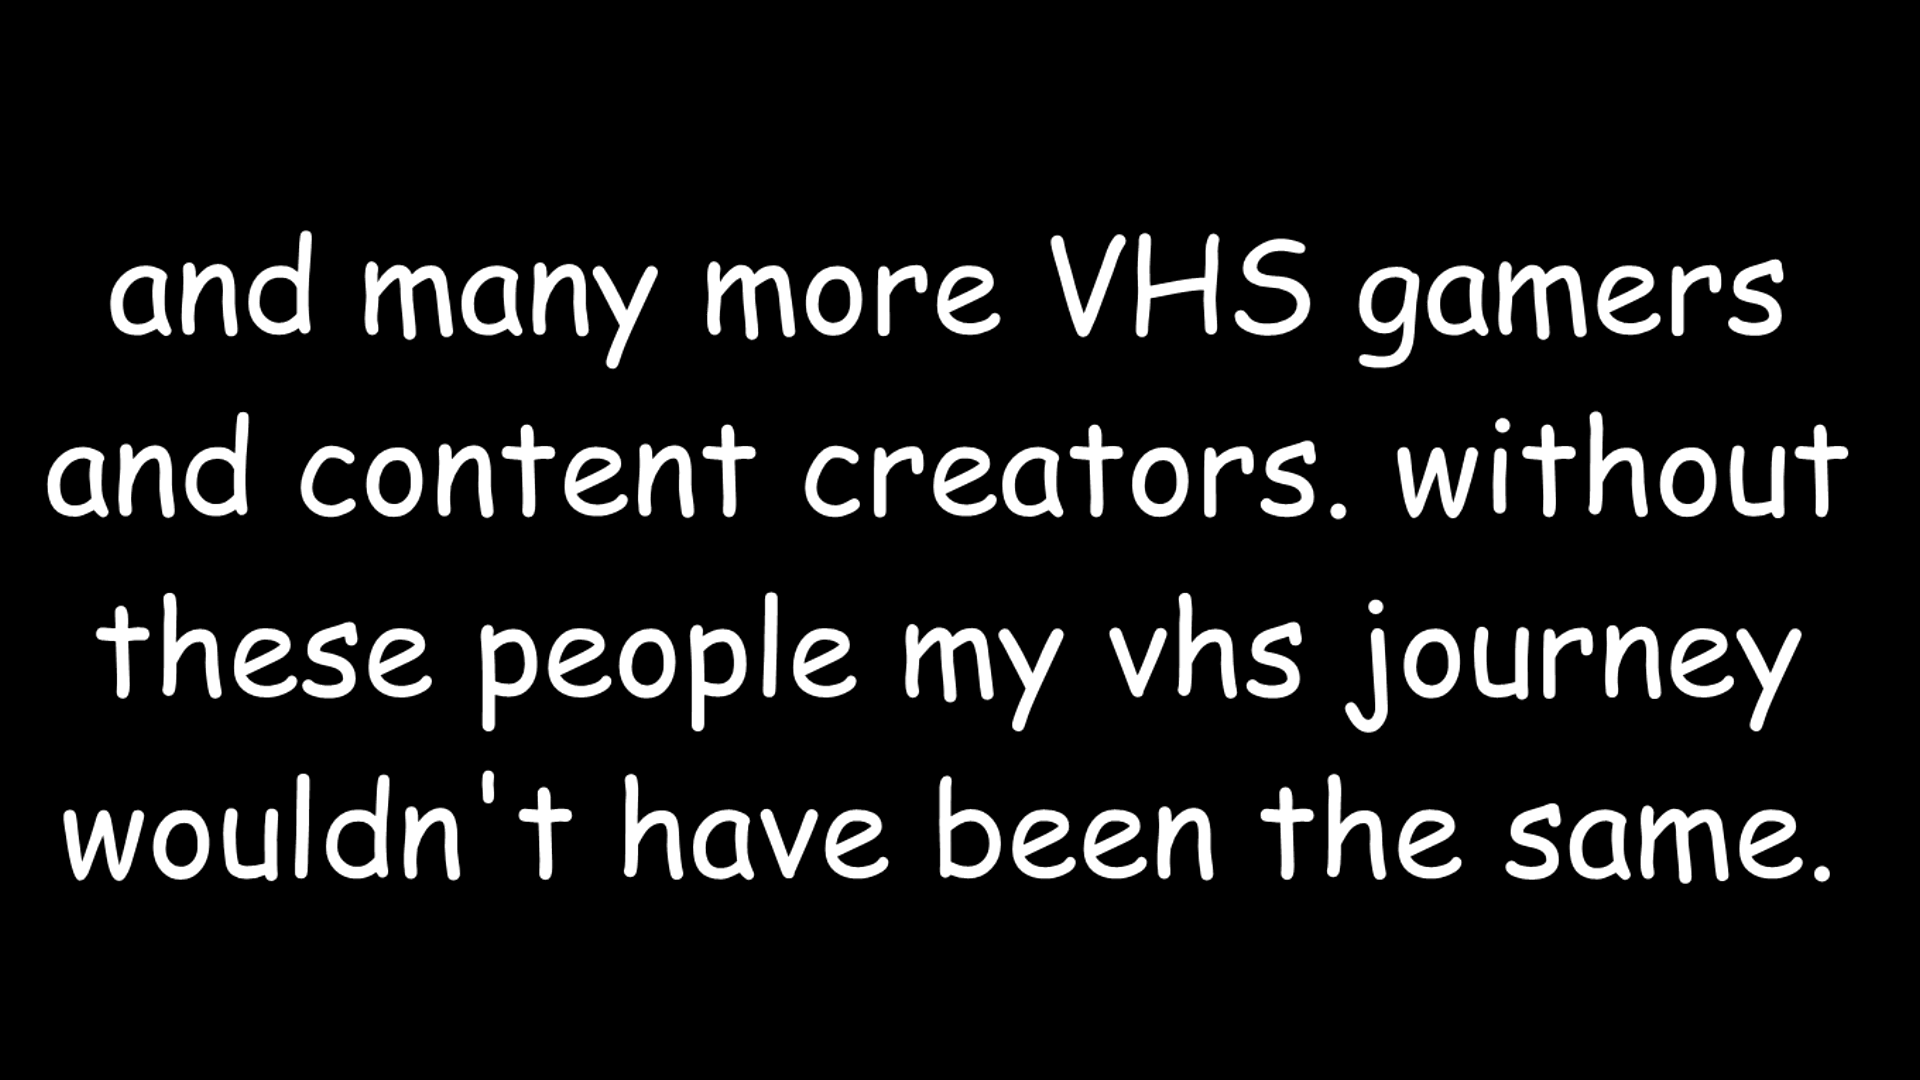 and many more VHS gamers
and content creators. without
these people my vhs journey
wouldn't have been the same.